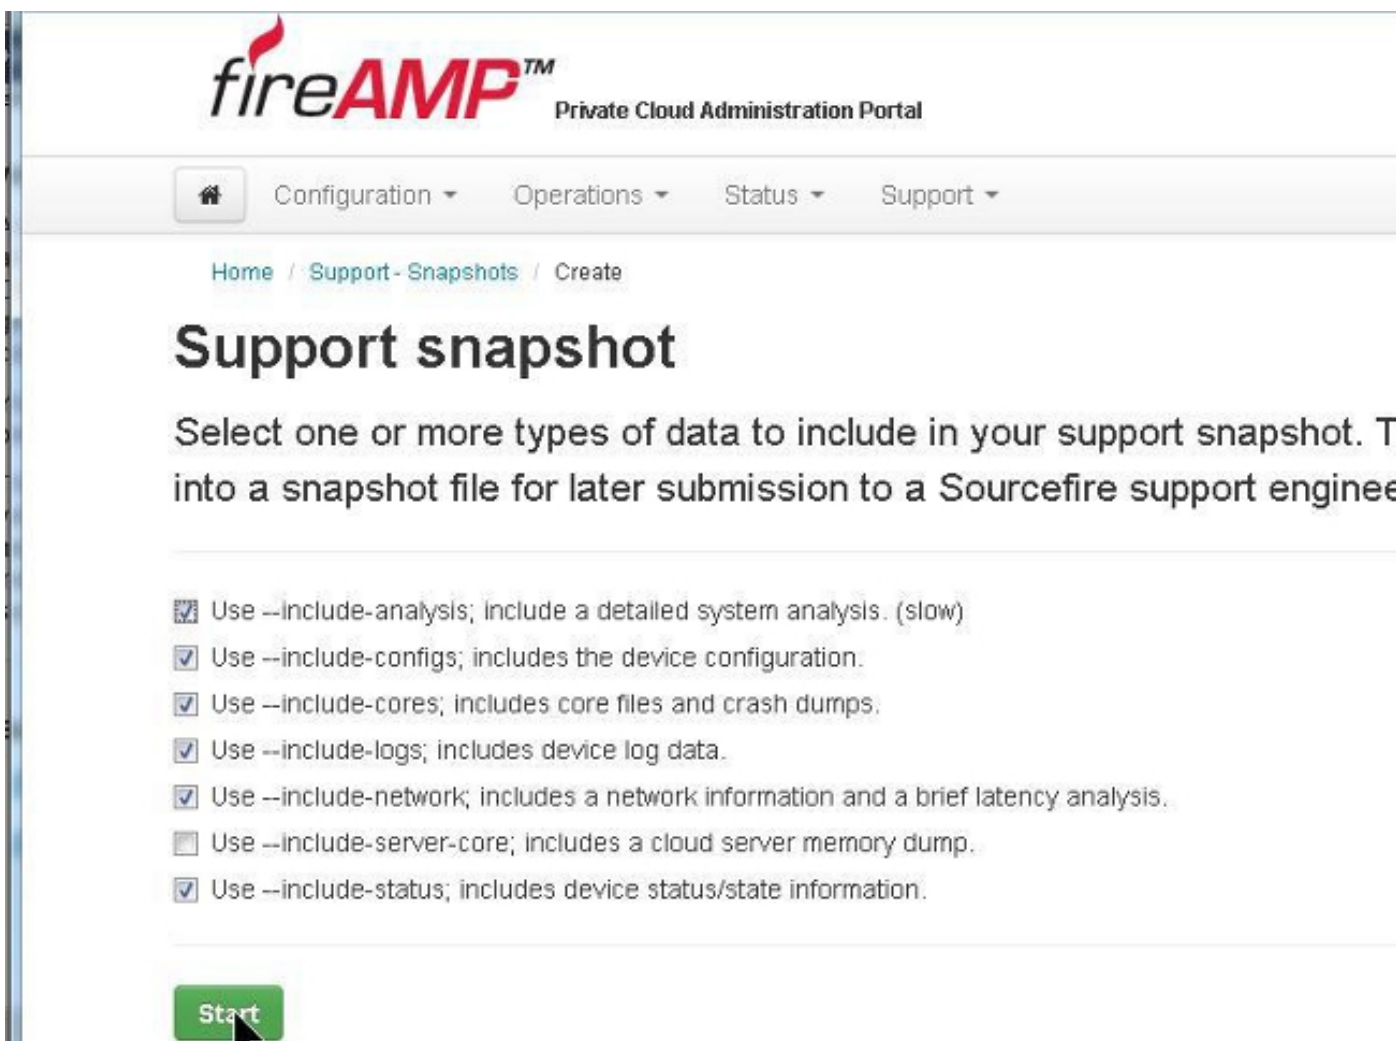 fireAMP™
Private Cloud Administration Portal
Configuration Operations Status Support
Home / Support - Snapshots / Create
Support snapshot
Select one or more types of data to include in your support snapshot. T
into a snapshot file for later submission to a Sourcefire support enginee
Use --include-analysis; include a detailed system analysis. (slow)
Use --include-configs; includes the device configuration.
Use --include-cores; includes core files and crash dumps.
Use --include-logs; includes device log data.
Use --include-network; includes a network information and a brief latency analysis.
Use --include-server-core; includes a cloud server memory dump.
Use --include-status; includes device status/state information.
Start